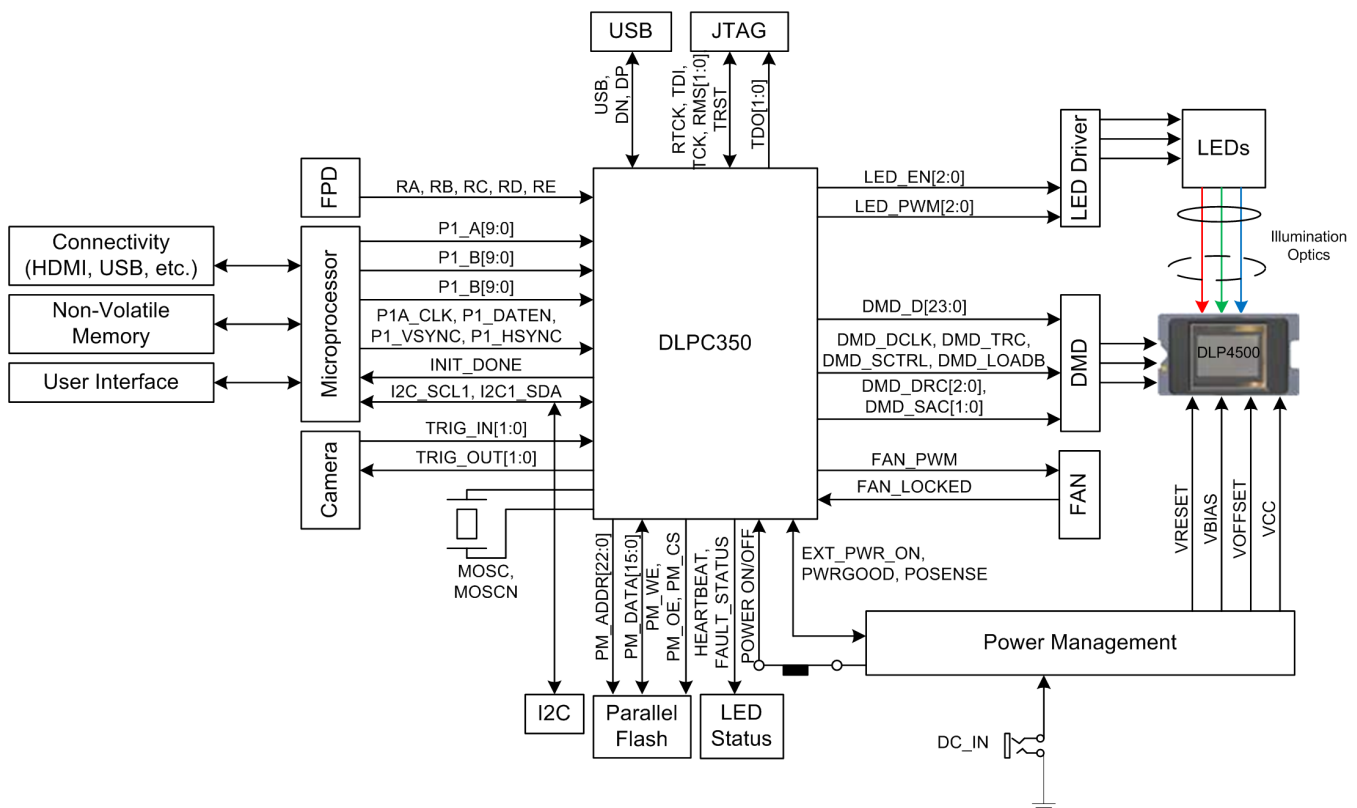 USB
JTAG
USB,
DN, DP
RTCK, TDI,
TCK, RMS[1:0]
TRST
TDO[1:0]
FPD
RA, RB, RC, RD, RE
LED_EN[2:0]
LED_PWM[2:0]
LED Driver
LEDs
Illumination
Optics
Connectivity
(HDMI, USB, etc.)
Non-Volatile
Memory
User Interface
Microprocessor
P1_A[9:0]
P1_B[9:0]
P1_B[9:0]
P1A_CLK, P1_DATEN,
P1_VSYNC, P1_HSYNC
INIT_DONE
I2C_SCL1, I2C1_SDA
DLPC350
DMD_D[23:0]
DMD_DCLK, DMD_TRC,
DMD_SCTRL, DMD_LOADB
DMD_DRC[2:0],
DMD_SAC[1:0]
DMD
DLP4500
Camera
TRIG_IN[1:0]
TRIG_OUT[1:0]
FAN_PWM
FAN_LOCKED
FAN
VRESET
VBIAS
VOFFSET
VCC
MOSC,
MOSCN
PM_ADDR[22:0]
PM_DATA[15:0]
PM_WE,
PM_OE, PM_CS
HEARTBEAT,
FAULT_STATUS
POWER ON/OFF
EXT_PWR_ON,
PWRGOOD, POSENSE
Power Management
I2C
Parallel
Flash
LED
Status
DC_IN